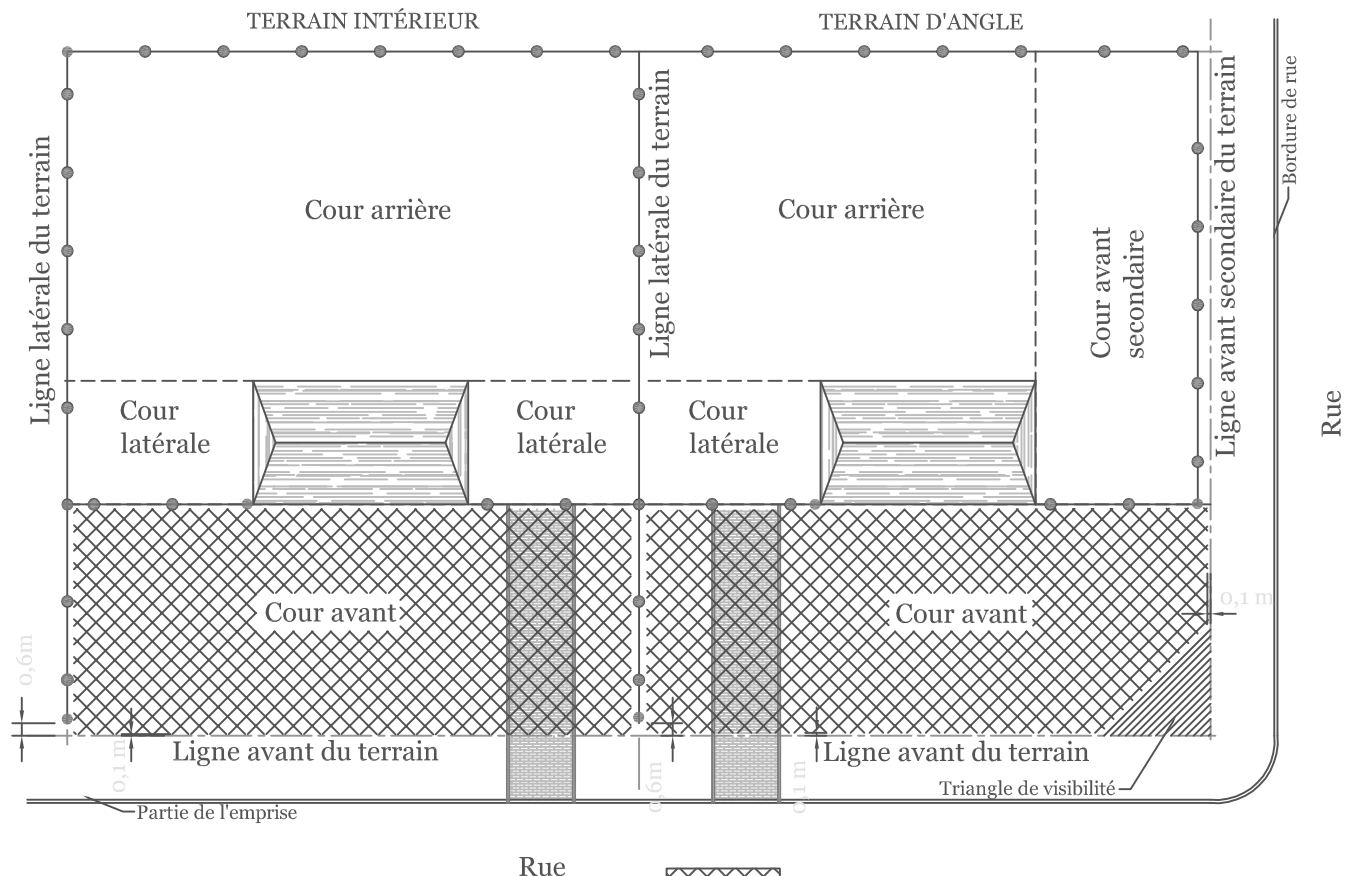 TERRAIN INTÉRIEUR
TERRAIN D'ANGLE
Ligne latérale du terrain
Cour arrière
Ligne latérale du terrain
Cour arrière
Cour avant
secondaire
Ligne avant secondaire du terrain
Bordure de rue
Rue
Cour
latérale
Cour
latérale
Cour
latérale
Cour avant
Cour avant
0,1 m
0,6m
0,1 m
Ligne avant du terrain
0,6m
0,1 m
Ligne avant du terrain
Triangle de visibilité
Partie de l'emprise
Rue